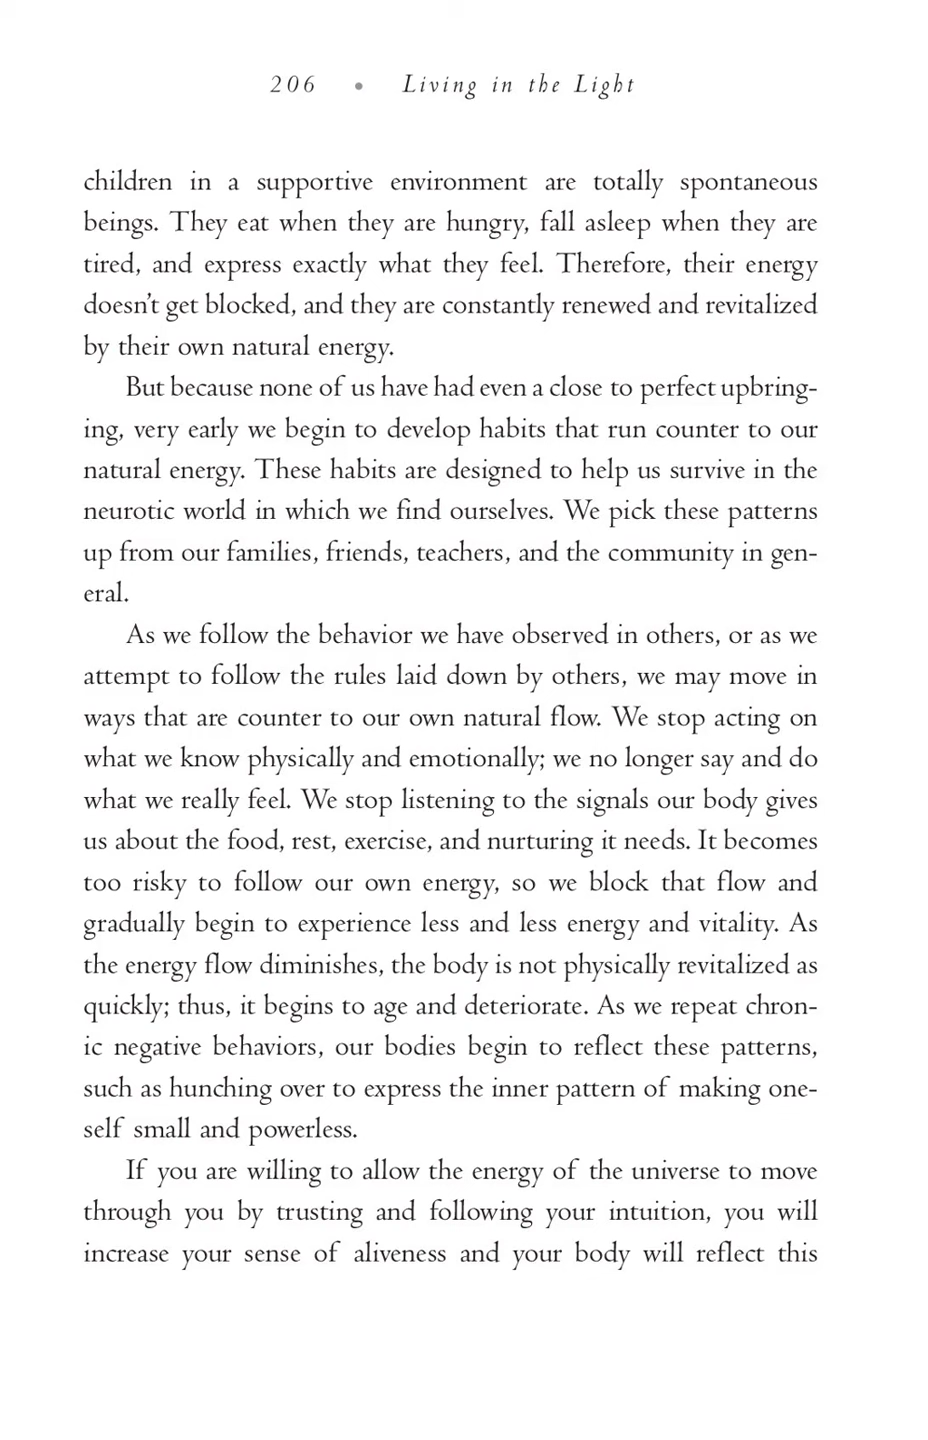 206 • Living in the Light
children in a supportive environment are totally spontaneous
beings. They eat when they are hungry, fall asleep when they are
tired, and express exactly what they feel. Therefore, their energy
doesn't get blocked, and they are constantly renewed and revitalized
by their own natural energy.
But because none of us have had even a close to perfect upbring-
ing, very early we begin to develop habits that run counter to our
natural energy. These habits are designed to help us survive in the
neurotic world in which we find ourselves. We pick these patterns
up from our families, friends, teachers, and the community in gen-
eral.
As we follow the behavior we have observed in others, or as we
attempt to follow the rules laid down by others, we may move in
ways that are counter to our own natural flow. We stop acting on
what we know physically and emotionally; we no longer say and do
what we really feel. We stop listening to the signals our body gives
us about the food, rest, exercise, and nurturing it needs. It becomes
too risky to follow our own energy, so we block that flow and
gradually begin to experience less and less energy and vitality. As
the energy flow diminishes, the body is not physically revitalized as
quickly; thus, it begins to age and deteriorate. As we repeat chron-
ic negative behaviors, our bodies begin to reflect these patterns,
such as hunching over to express the inner pattern of making one-
self small and powerless.
If you are willing to allow the energy of the universe to move
through you by trusting and following your intuition, you will
increase your sense of aliveness and your body will reflect this